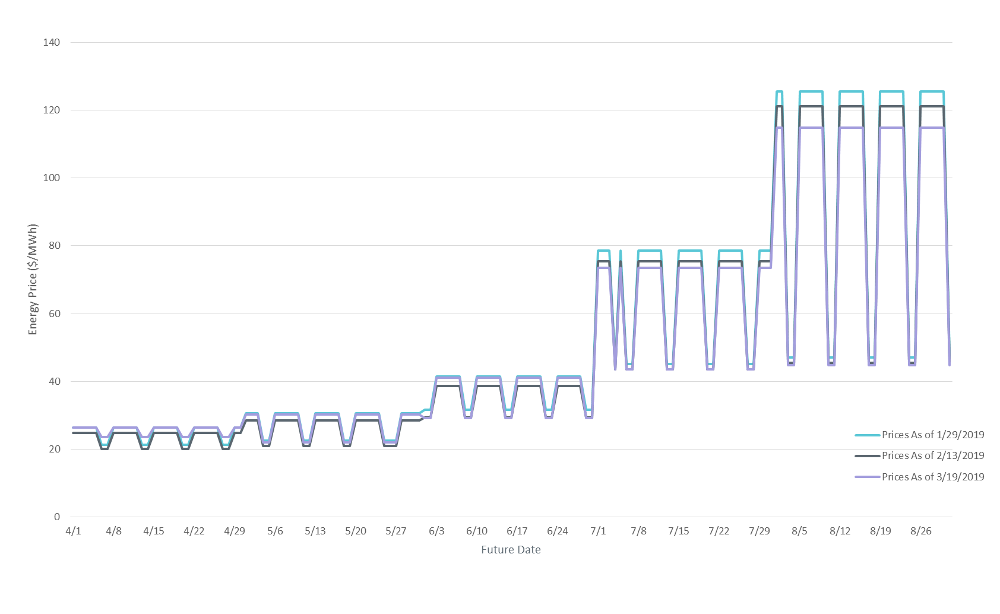 140
120
100
80
60
40
20
0
Energy Price ($/MWh)
4/1 4/8 4/15 4/22 4/29 5/6 5/13 5/20 5/27 6/3 6/10 6/17 6/24 7/1 7/8 7/15 7/22 7/29 8/5 8/12 8/19 8/26
Future Date
Prices As of 1/29/2019
Prices As of 2/13/2019
Prices As of 3/19/2019